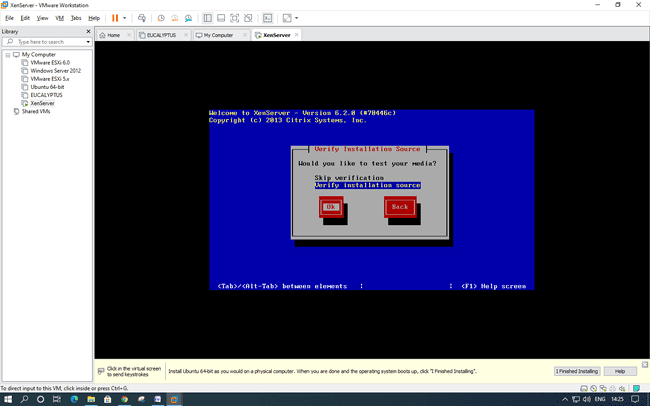 XenServer - VMware Workstation
File Edit View VM Tabs Help
Library
Type here to search
My Computer
VMware ESXi 6.0
Windows Server 2012
VMware ESXi 5.x
Ubuntu 64-bit
EUCALYPTUS
XenServer
Shared VMs
Home EUCALYPTUS My Computer XenServer
Welcome to XenServer - Version 6.2.0 (#70446c)
Copyright (c) 2013 Citrix Systems, Inc.
Verify Installation Source
Would you like to test your media?
Skip verification
Verify installation source
Ok Back
<Tab>/<Alt-Tab> between elements | | <F1> Help screen
Click in the virtual screen
to send keystrokes
Install Ubuntu 64-bit as you would on a physical computer. When you are done and the operating system boots up, click "I Finished Installing".
I Finished Installing Help
To direct input to this VM, click inside or press Ctrl+G.
ENG 14:25